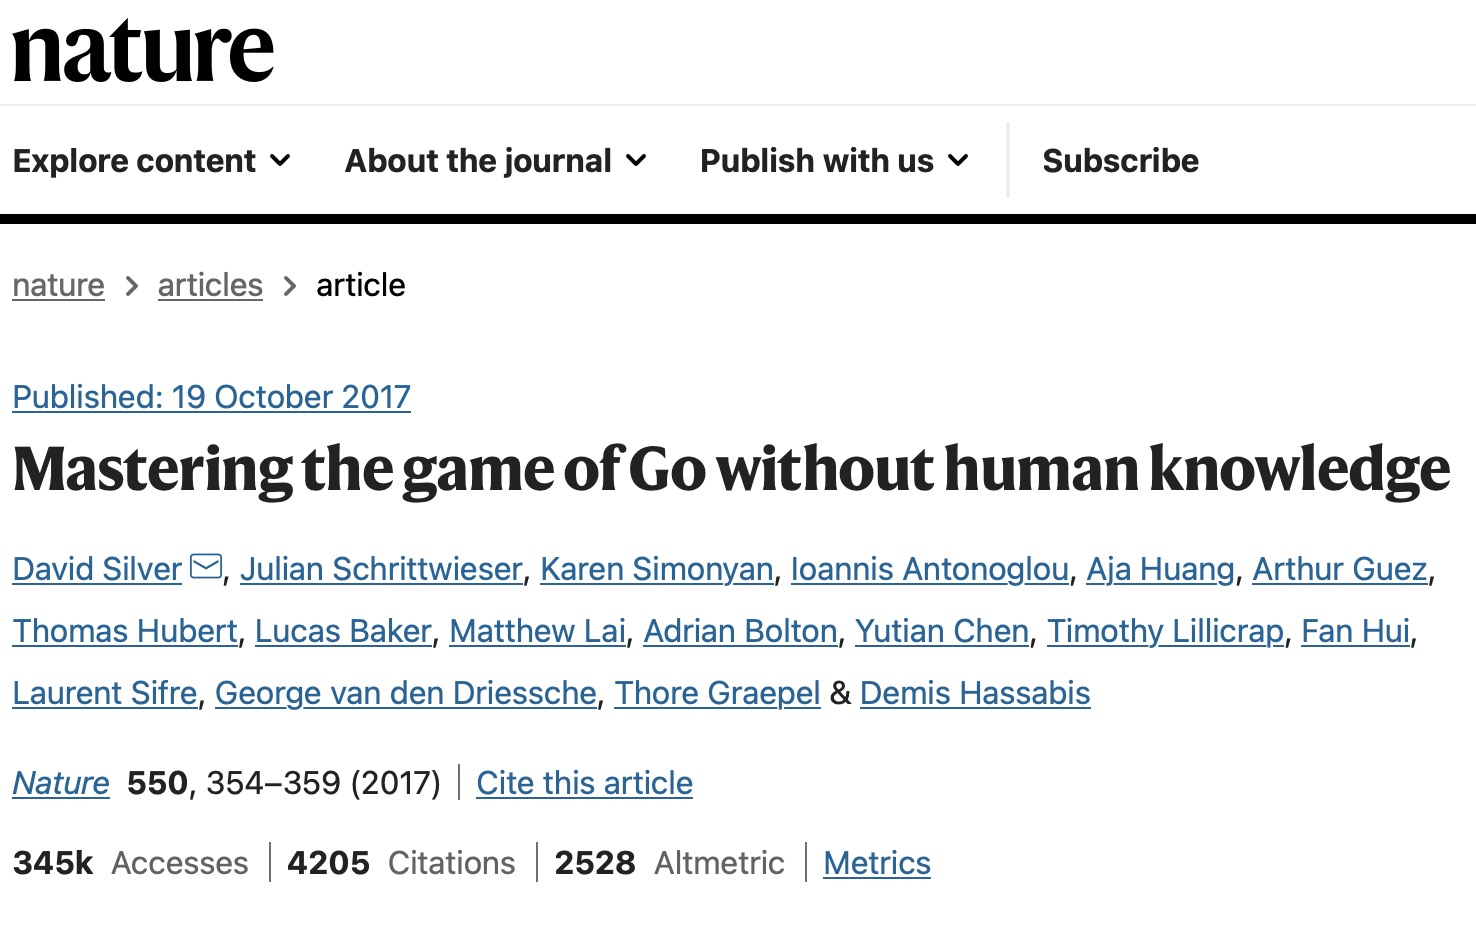 nature
Explore content About the journal Publish with us Subscribe
nature > articles > article
Published: 19 October 2017
Mastering the game of Go without human knowledge
David Silver, Julian Schrittwieser, Karen Simonyan, Ioannis Antonoglou, Aja Huang, Arthur Guez,
Thomas Hubert, Lucas Baker, Matthew Lai, Adrian Bolton, Yutian Chen, Timothy Lillicrap, Fan Hui,
Laurent Sifre, George van den Driessche, Thore Graepel & Demis Hassabis
Nature 550, 354–359 (2017) | Cite this article
345k Accesses | 4205 Citations | 2528 Altmetric | Metrics